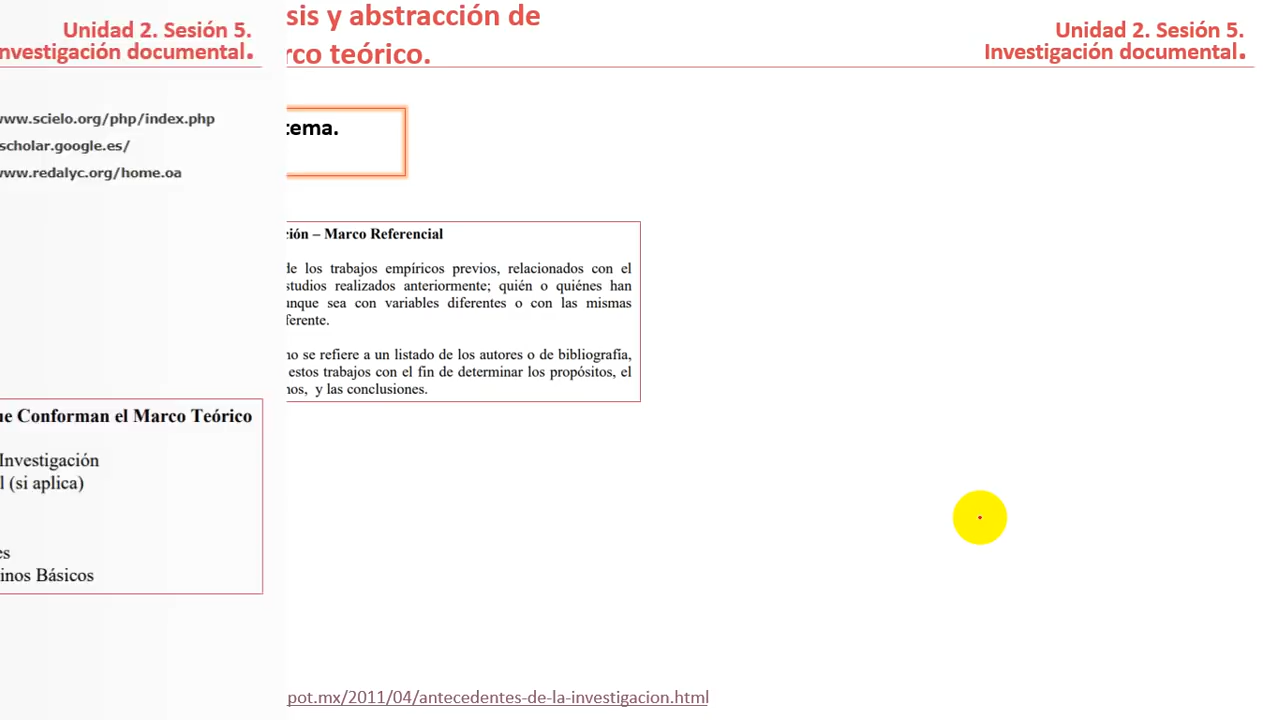 Unidad 2. Sesión 5.
nvestigación documental.
www.scielo.org/php/index.php
scholar.google.es/
www.redalyc.org/home.oa
ue Conforman el Marco Teórico
Investigación
l (si aplica)
es
inos Básicos
sis y abstracción de
rco teórico.
Unidad 2. Sesión 5.
Investigación documental.
tema.
ción – Marco Referencial
de los trabajos empíricos previos, relacionados con el
studios realizados anteriormente; quién o quiénes han
unque sea con variables diferentes o con las mismas
ferente.
no se refiere a un listado de los autores o de bibliografía,
estos trabajos con el fin de determinar los propósitos, el
nos, y las conclusiones.
pot.mx/2011/04/antecedentes-de-la-investigacion.html